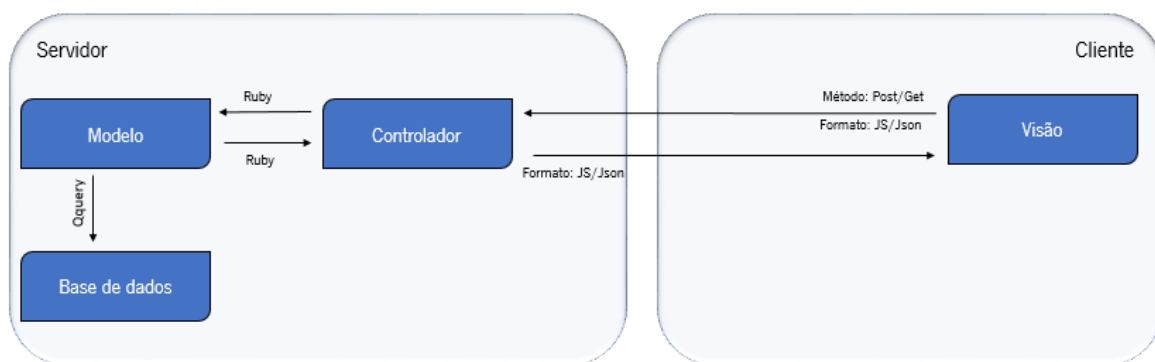 Servidor
Cliente
Ruby
Modelo
Controlador
Ruby
Método: Post/Get
Formato: JS/Json
Visão
Formato: JS/Json
Qquery
Base de dados